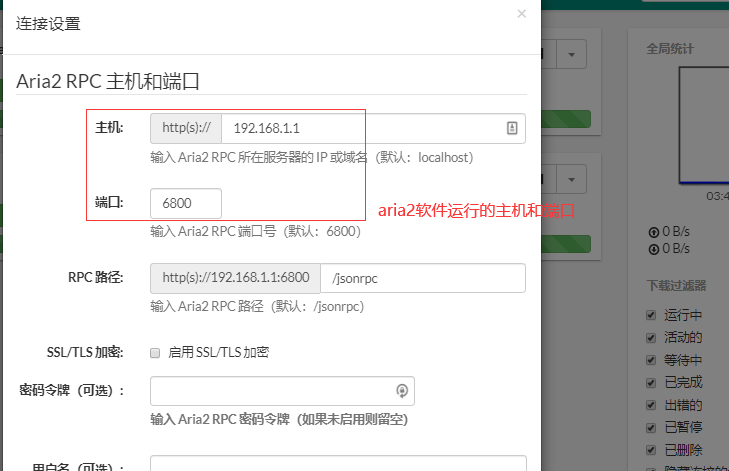 连接设置
×
Aria2 RPC 主机和端口
主机:
http(s)://
192.168.1.1
输入 Aria2 RPC 所在服务器的 IP 或域名（默认：localhost）
端口:
6800
aria2软件运行的主机和端口
输入 Aria2 RPC 端口号（默认：6800）
RPC 路径:
http(s)://192.168.1.1:6800
/jsonrpc
输入 Aria2 RPC 路径（默认：/jsonrpc）
SSL/TLS 加密:
启用 SSL/TLS 加密
密码令牌（可选）:
输入 Aria2 RPC 密码令牌（如果未启用则留空）
用户名（可选）:
全局统计
03:4
0 B/s
0 B/s
下载过滤器
运行中
活动的
等待中
已完成
出错的
已暂停
已删除
隐藏连接的